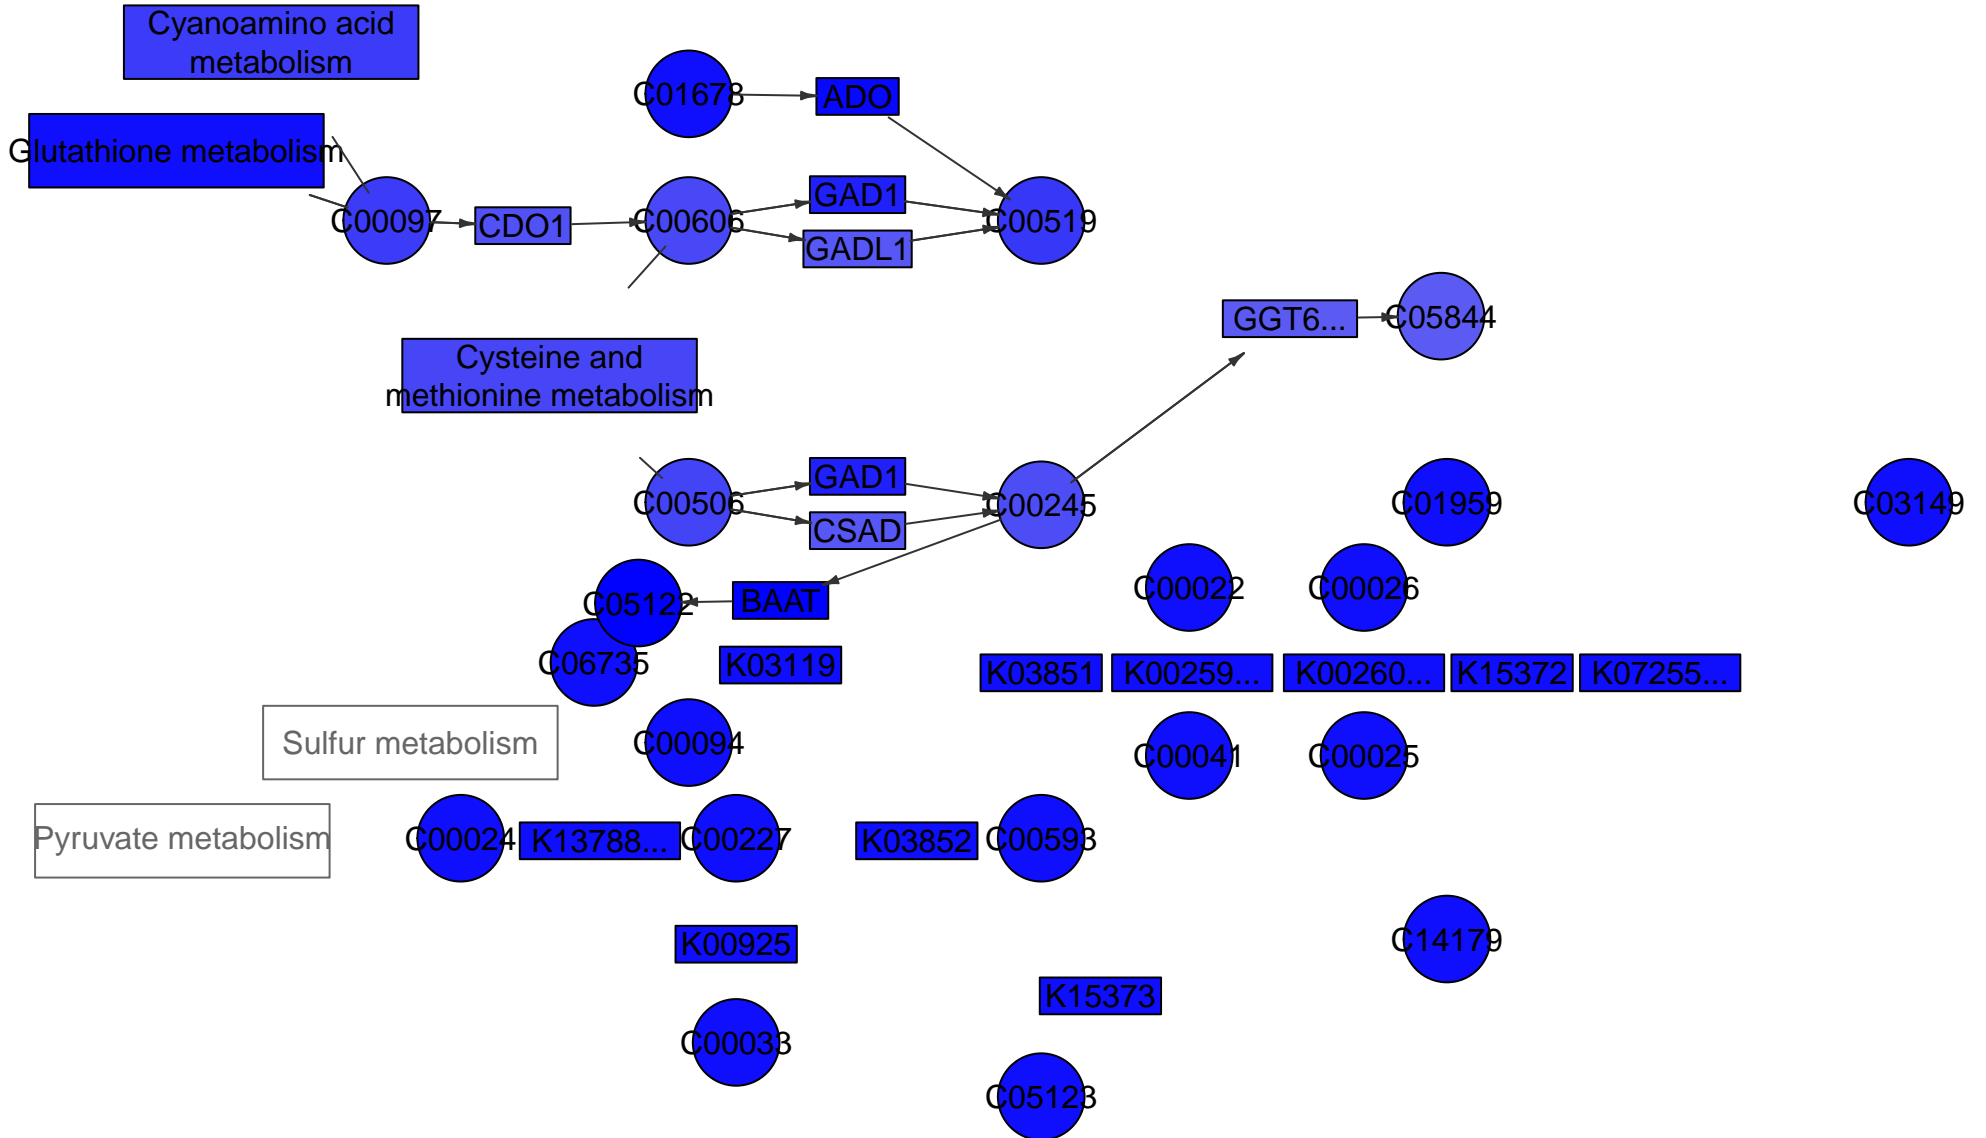 Cyanoamino acid
metabolism
C01678
ADO
Glutathione metabolism
C00097
CDO1
C00606
GAD1
GADL1
C00519
GGT6...
C05844
Cysteine and
methionine metabolism
C00506
GAD1
CSAD
C00245
C01959
C03149
C05122
BAAT
C00022
C00026
C06735
K03119
K03851
K00259...
K00260...
K15372
K07255...
Sulfur metabolism
C00094
C00041
C00025
Pyruvate metabolism
C00024
K13788...
C00227
K03852
C00593
K00925
C14179
K15373
C00033
C05123